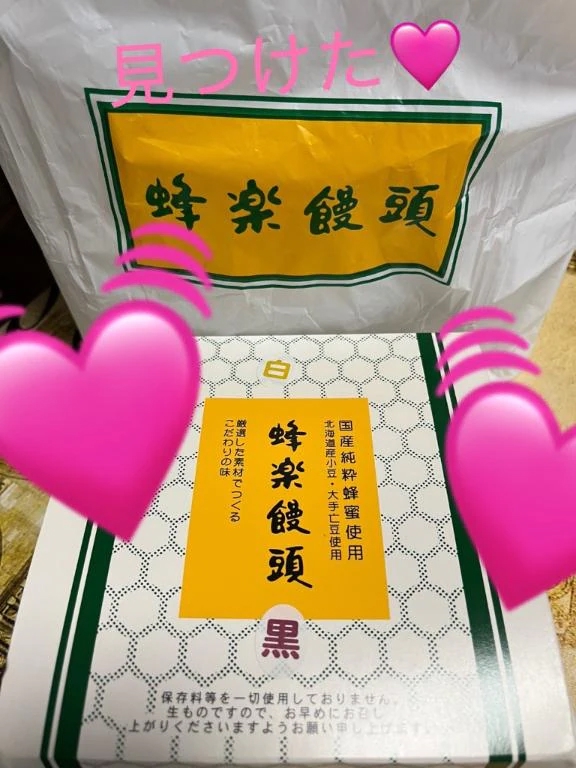 見つけた
蜂楽饅頭
白
国産純粋蜂蜜使用
北海道産小豆・大手亡豆使用
蜂楽饅頭
厳選した素材でつくる
こだわりの味
黒
保存料等を一切使用しておりません。
生ものですので、お早めにお召し
上がりくださいますようお願い申し上げます。